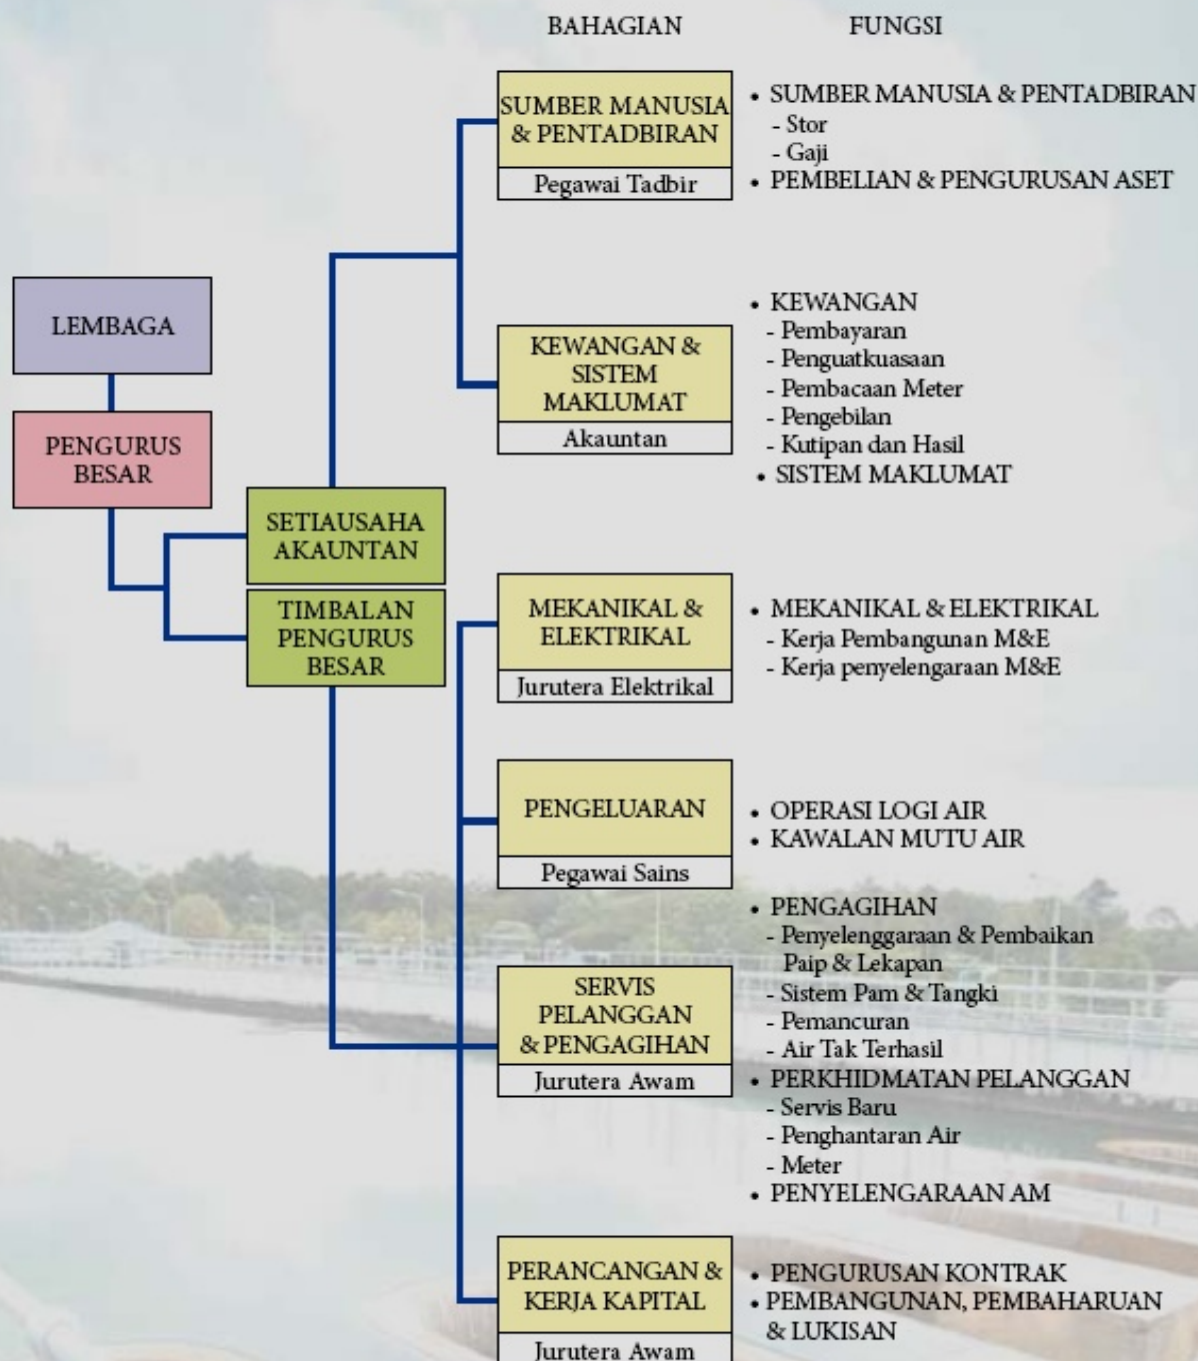 BAHAGIAN
FUNGSI
SUMBER MANUSIA
& PENTADBIRAN
Pegawai Tadbir
• SUMBER MANUSIA & PENTADBIRAN
- Stor
- Gaji
• PEMBELIAN & PENGURUSAN ASET
LEMBAGA
PENGURUS
BESAR
KEWANGAN &
SISTEM
MAKLUMAT
Akauntan
• KEWANGAN
- Pembayaran
- Penguatkuasaan
- Pembacaan Meter
- Pengebilan
- Kutipan dan Hasil
• SISTEM MAKLUMAT
SETIAUSAHA
AKAUNTAN
TIMBALAN
PENGURUS
BESAR
MEKANIKAL &
ELEKTRIKAL
Jurutera Elektrikal
• MEKANIKAL & ELEKTRIKAL
- Kerja Pembangunan M&E
- Kerja penyelengaraan M&E
PENGELUARAN
Pegawai Sains
• OPERASI LOGI AIR
• KAWALAN MUTU AIR
SERVIS
PELANGGAN
& PENGAGIHAN
Jurutera Awam
• PENGAGIHAN
- Penyelenggaraan & Pembaikan
Paip & Lekapan
- Sistem Pam & Tangki
- Pemancuran
- Air Tak Terhasil
• PERKHIDMATAN PELANGGAN
- Servis Baru
- Penghantaran Air
- Meter
• PENYELENGARAAN AM
PERANCANGAN &
KERJA KAPITAL
Jurutera Awam
• PENGURUSAN KONTRAK
• PEMBANGUNAN, PEMBAHARUAN
& LUKISAN